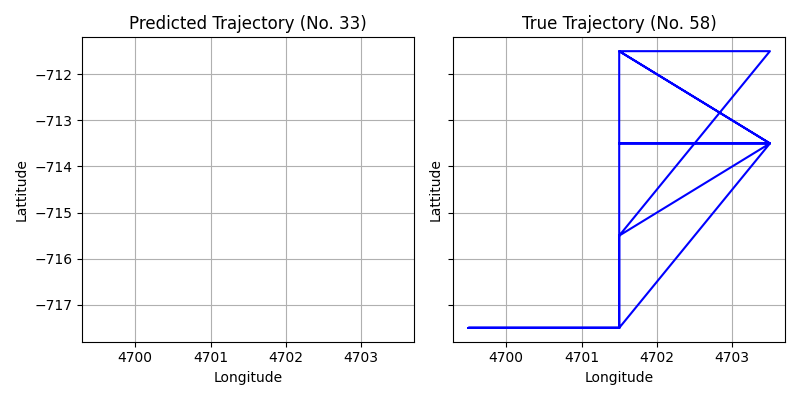 Predicted Trajectory (No. 33)
True Trajectory (No. 58)
Lattitude
−712
−713
−714
−715
−716
−717
4700
4701
4702
4703
Longitude
Lattitude
4700
4701
4702
4703
Longitude